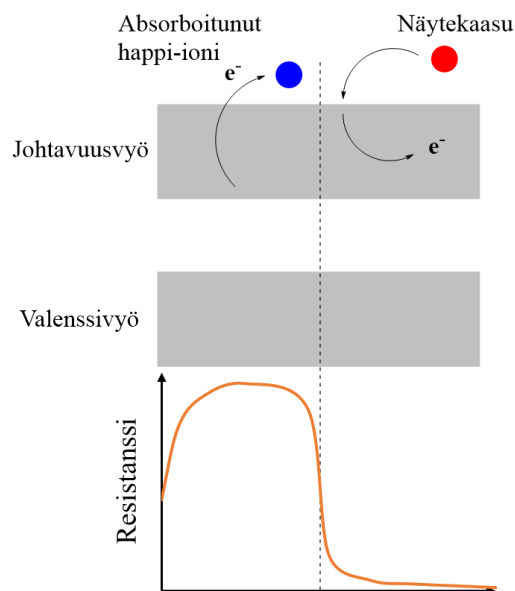 Absorboitunut
happi-ioni
Näytekaasu
e-
e-
Johtavuusvyö
Valenssivyö
Resistanssi